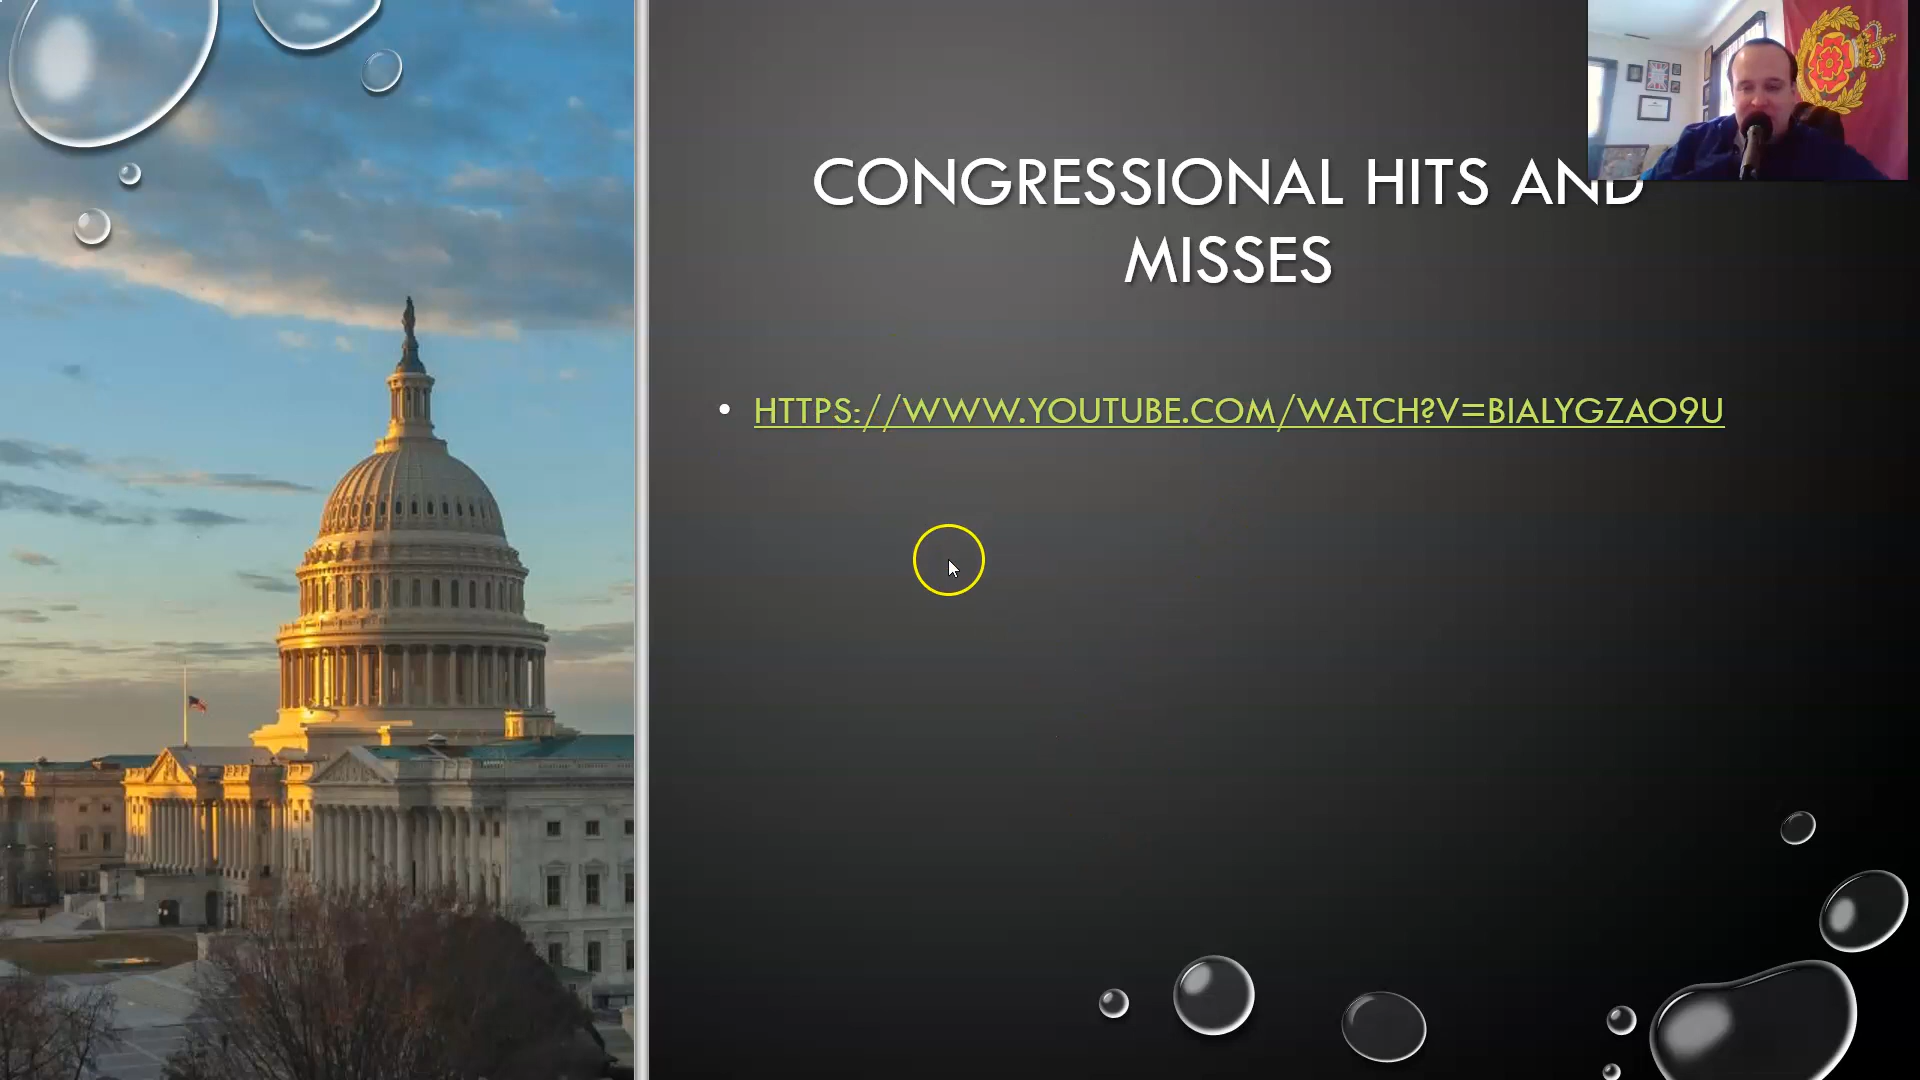 CONGRESSIONAL HITS AND
MISSES
• HTTPS://WWW.YOUTUBE.COM/WATCH?V=BIALYGZAO9U